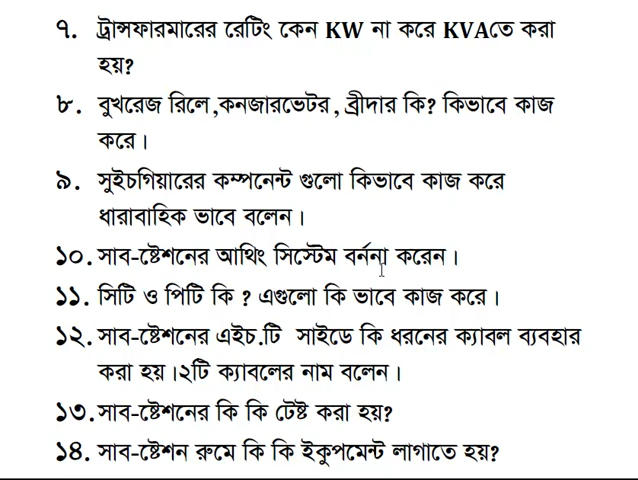 ৭. ট্রান্সফারমারের রেটিং কেন KW না করে KVAতে করা
হয়?
৮. বুখরেজ রিলে,কনজারভেটর, ব্রীদার কি? কিভাবে কাজ
করে।
৯. সুইচগিয়ারের কম্পনেন্ট গুলো কিভাবে কাজ করে
ধারাবাহিক ভাবে বলেন।
১০. সাব-ষ্টেশনের আথিং সিস্টেম বর্ননা করেন।
১১. সিটি ও পিটি কি ? এগুলো কি ভাবে কাজ করে।
১২. সাব-ষ্টেশনের এইচ.টি সাইডে কি ধরনের ক্যাবল ব্যবহার
করা হয়।২টি ক্যাবলের নাম বলেন।
১৩. সাব-ষ্টেশনের কি কি টেষ্ট করা হয়?
১৪. সাব-ষ্টেশন রুমে কি কি ইকুপমেন্ট লাগাতে হয়?